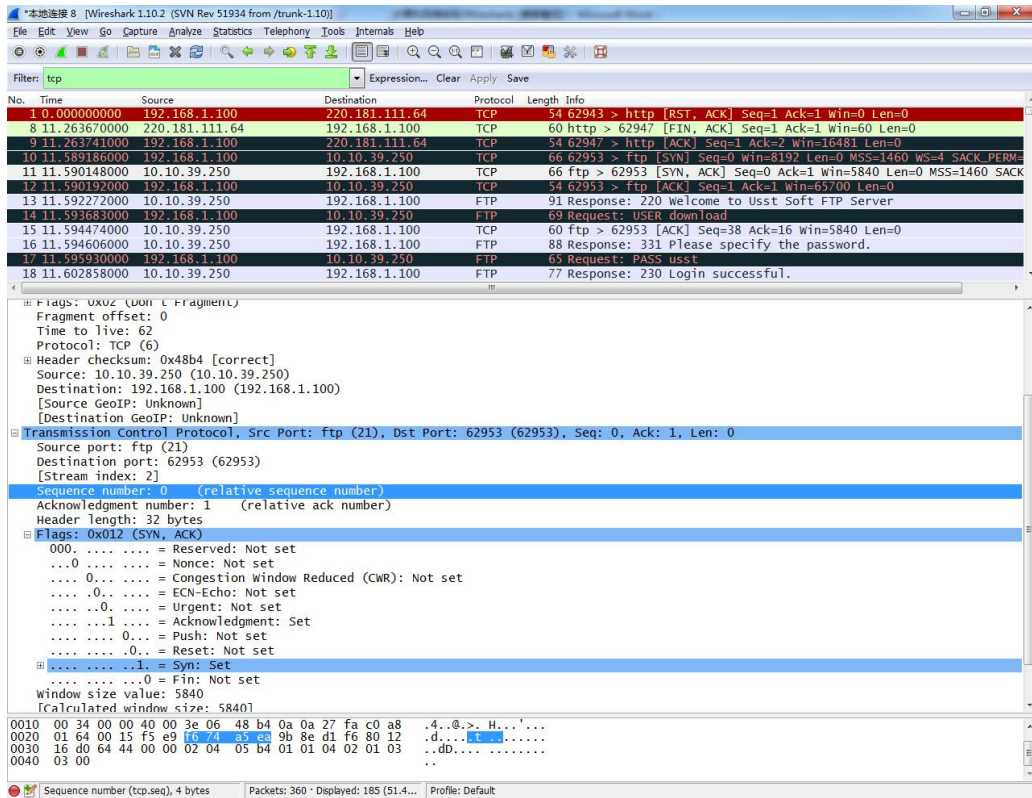 *本地连接 8 [Wireshark 1.10.2 (SVN Rev 51934 from /trunk-1.10)]
File Edit View Go Capture Analyze Statistics Telephony Tools Internals Help
Filter: tcp Expression... Clear Apply Save
No. Time Source Destination Protocol Length Info
1 0.000000000 192.168.1.100 220.181.111.64 TCP 54 62943 > http [RST, ACK] Seq=1 Ack=1 Win=0 Len=0
8 11.263670000 220.181.111.64 192.168.1.100 TCP 60 http > 62947 [FIN, ACK] Seq=1 Ack=1 Win=60 Len=0
9 11.263741000 192.168.1.100 220.181.111.64 TCP 54 62947 > http [ACK] Seq=1 Ack=2 Win=16481 Len=0
10 11.589186000 192.168.1.100 10.10.39.250 TCP 66 62953 > ftp [SYN] Seq=0 Win=8192 Len=0 MSS=1460 WS=4 SACK_PERM=
11 11.590148000 10.10.39.250 192.168.1.100 TCP 66 ftp > 62953 [SYN, ACK] Seq=0 Ack=1 Win=5840 Len=0 MSS=1460 SACK
12 11.590192000 192.168.1.100 10.10.39.250 TCP 54 62953 > ftp [ACK] Seq=1 Ack=1 Win=65700 Len=0
13 11.592272000 10.10.39.250 192.168.1.100 FTP 91 Response: 220 Welcome to Usst Soft FTP Server
14 11.593683000 192.168.1.100 10.10.39.250 FTP 69 Request: USER download
15 11.594474000 10.10.39.250 192.168.1.100 TCP 60 ftp > 62953 [ACK] Seq=38 Ack=16 Win=5840 Len=0
16 11.594606000 10.10.39.250 192.168.1.100 FTP 88 Response: 331 Please specify the password.
17 11.595930000 192.168.1.100 10.10.39.250 FTP 65 Request: PASS usst
18 11.602858000 10.10.39.250 192.168.1.100 FTP 77 Response: 230 Login successful.
Flags: 0x02 (Don't Fragment)
Fragment offset: 0
Time to live: 62
Protocol: TCP (6)
Header checksum: 0x48b4 [correct]
Source: 10.10.39.250 (10.10.39.250)
Destination: 192.168.1.100 (192.168.1.100)
[Source GeoIP: Unknown]
[Destination GeoIP: Unknown]
Transmission Control Protocol, Src Port: ftp (21), Dst Port: 62953 (62953), Seq: 0, Ack: 1, Len: 0
Source port: ftp (21)
Destination port: 62953 (62953)
[Stream index: 2]
Sequence number: 0 (relative sequence number)
Acknowledgment number: 1 (relative ack number)
Header length: 32 bytes
Flags: 0x012 (SYN, ACK)
000. .... .... = Reserved: Not set
...0 .... .... = Nonce: Not set
.... 0... .... = Congestion Window Reduced (CWR): Not set
.... .0.. .... = ECN-Echo: Not set
.... ..0. .... = Urgent: Not set
.... ...1 .... = Acknowledgment: Set
.... .... 0... = Push: Not set
.... .... .0.. = Reset: Not set
.... .... ..1. = Syn: Set
.... .... ...0 = Fin: Not set
Window size value: 5840
[Calculated window size: 5840]
0010 00 34 00 00 40 00 3e 06 48 b4 0a 0a 27 fa c0 a8 .4..@.>. H...'...
0020 01 64 00 15 f5 e9 f6 74 a5 ea 9b 8e d1 f6 80 12 .d.....t ........
0030 16 d0 64 44 00 00 02 04 05 b4 01 01 04 02 01 03 ..dD.... ........
0040 03 00 ..
Sequence number (tcp.seq), 4 bytes Packets: 360 · Displayed: 185 (51.4... Profile: Default